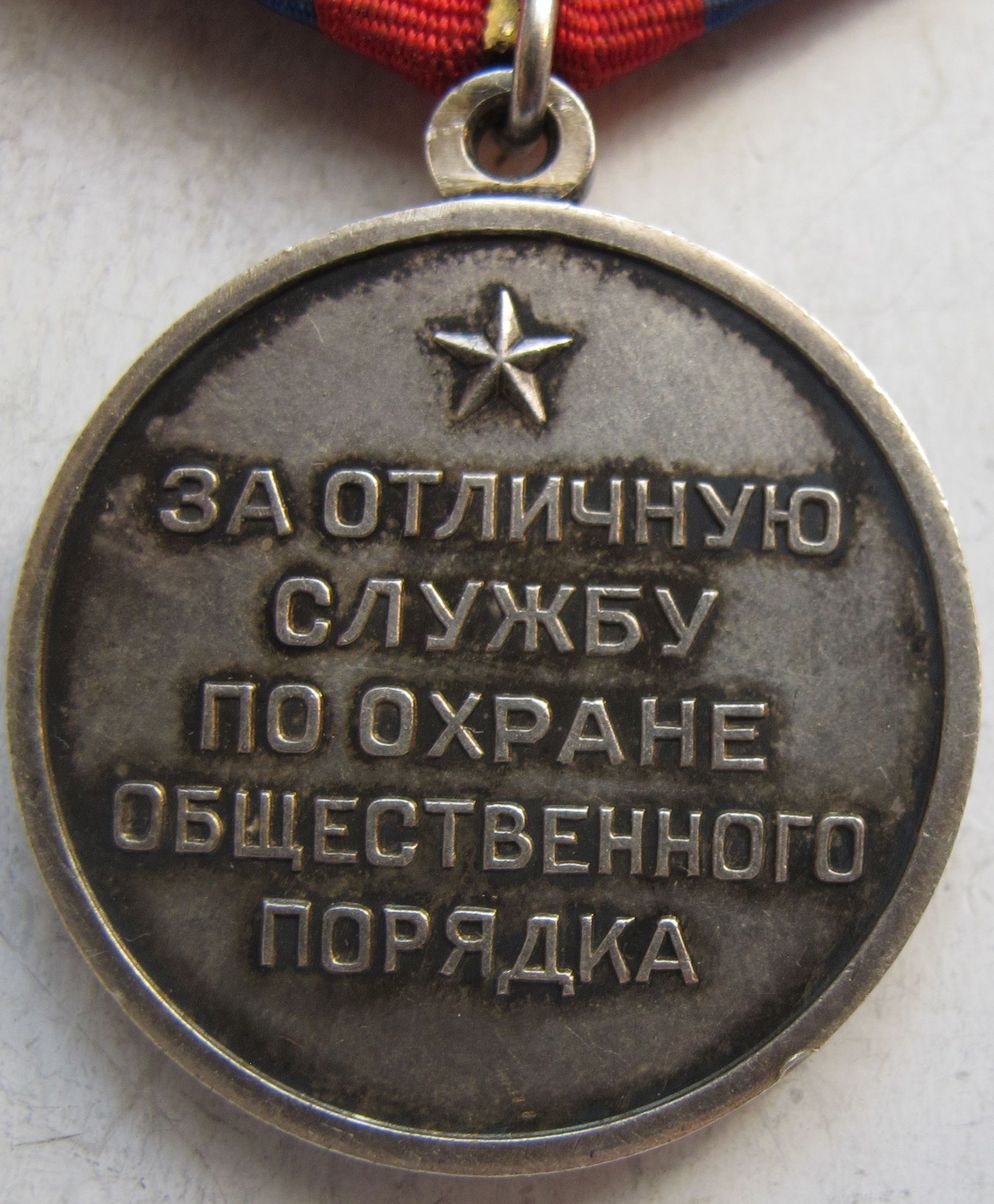 ЗА ОТЛИЧНУЮ
СЛУЖБУ
ПО ОХРАНЕ
ОБЩЕСТВЕННОГО
ПОРЯДКА